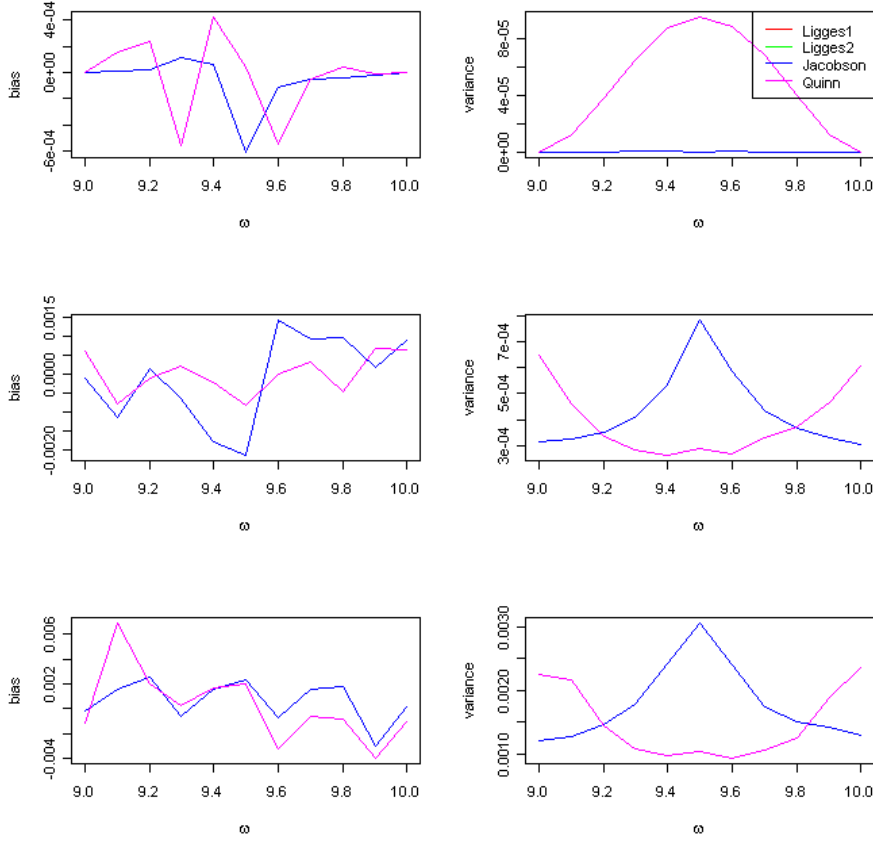 4e-04
0e+00
-6e-04
bias
9.0 9.2 9.4 9.6 9.8 10.0
ω
8e-05
4e-05
0e+00
variance
Ligges1
Ligges2
Jacobson
Quinn
9.0 9.2 9.4 9.6 9.8 10.0
ω
0.0015
0.0000
-0.0020
bias
9.0 9.2 9.4 9.6 9.8 10.0
ω
7e-04
5e-04
3e-04
variance
9.0 9.2 9.4 9.6 9.8 10.0
ω
0.006
0.002
-0.004
bias
9.0 9.2 9.4 9.6 9.8 10.0
ω
0.0030
0.0020
0.0010
variance
9.0 9.2 9.4 9.6 9.8 10.0
ω